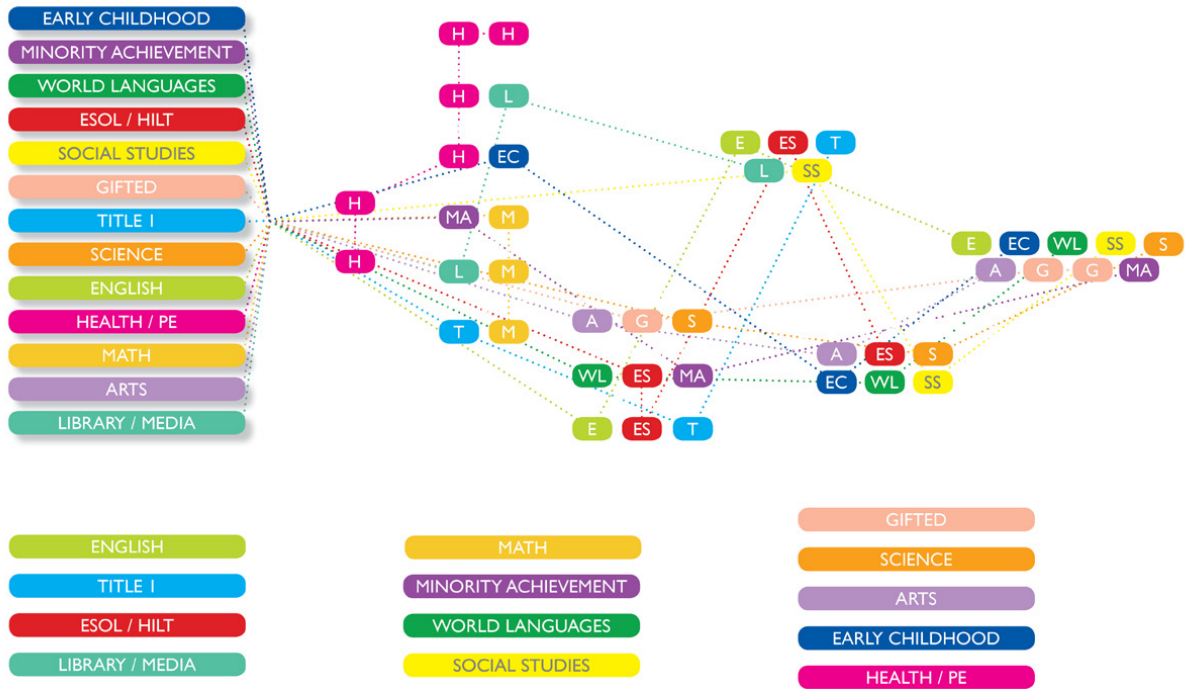 EARLY CHILDHOOD
MINORITY ACHIEVEMENT
WORLD LANGUAGES
ESOL / HILT
SOCIAL STUDIES
GIFTED
TITLE I
SCIENCE
ENGLISH
HEALTH / PE
MATH
ARTS
LIBRARY / MEDIA
H H
H L
H EC
H
MA M
H
L M
T M
A G S
WL ES MA
E ES T
E ES T
L SS
E EC WL SS S
A G G MA
A ES S
EC WL SS
ENGLISH
TITLE I
ESOL / HILT
LIBRARY / MEDIA
MATH
MINORITY ACHIEVEMENT
WORLD LANGUAGES
SOCIAL STUDIES
GIFTED
SCIENCE
ARTS
EARLY CHILDHOOD
HEALTH / PE